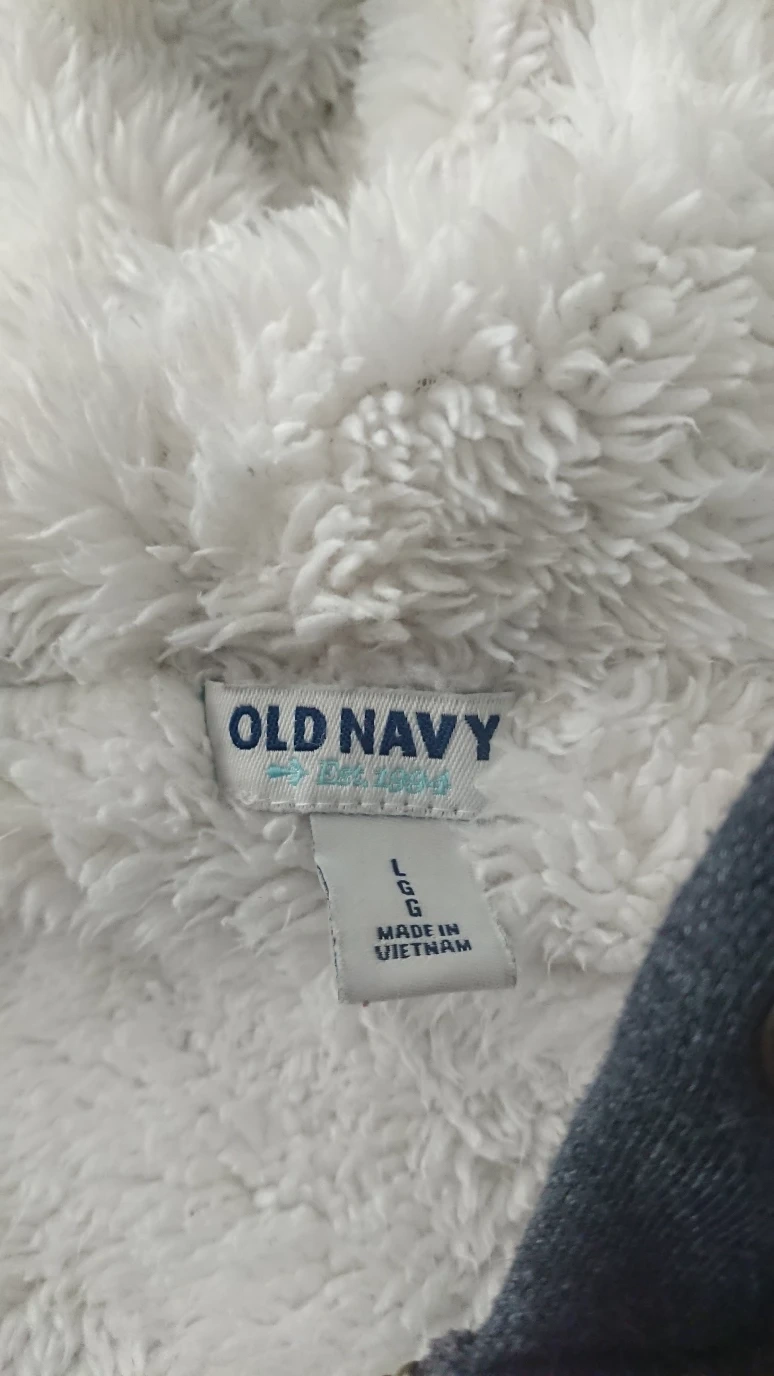 OLD NAVY
Est. 1994
L
G
G
MADE IN
VIETNAM